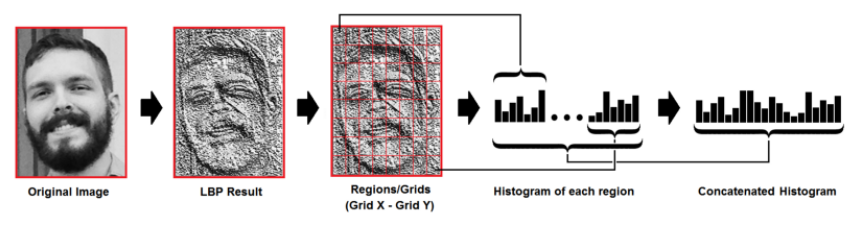 Original Image
LBP Result
Regions/Grids
(Grid X - Grid Y)
Histogram of each region
Concatenated Histogram